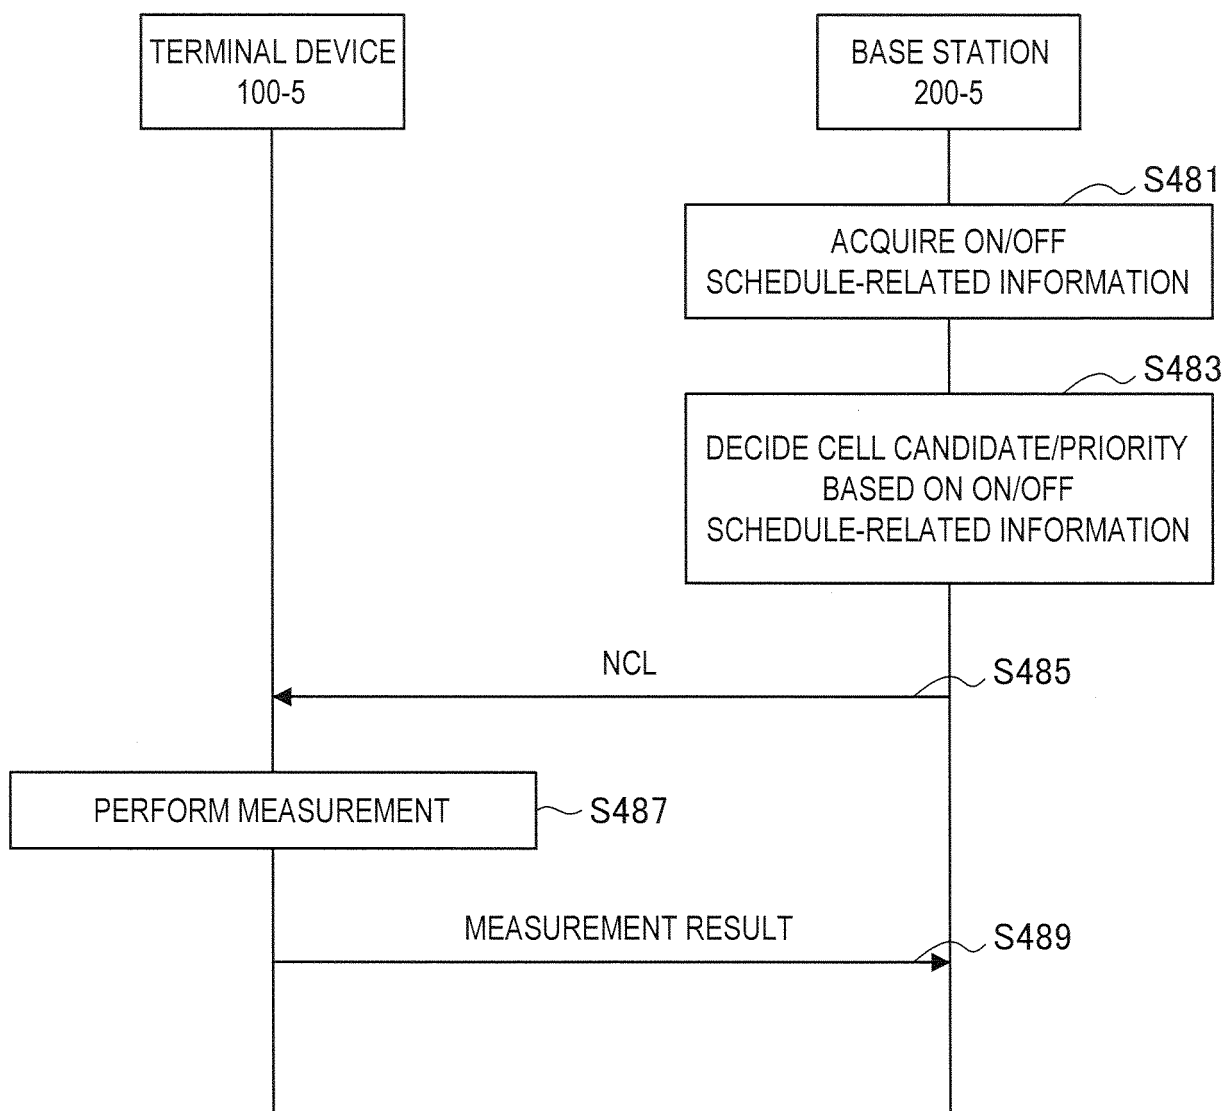 TERMINAL DEVICE
100-5
BASE STATION
200-5
S481
ACQUIRE ON/OFF
SCHEDULE-RELATED INFORMATION
S483
DECIDE CELL CANDIDATE/PRIORITY
BASED ON ON/OFF
SCHEDULE-RELATED INFORMATION
NCL
S485
PERFORM MEASUREMENT
S487
MEASUREMENT RESULT
S489